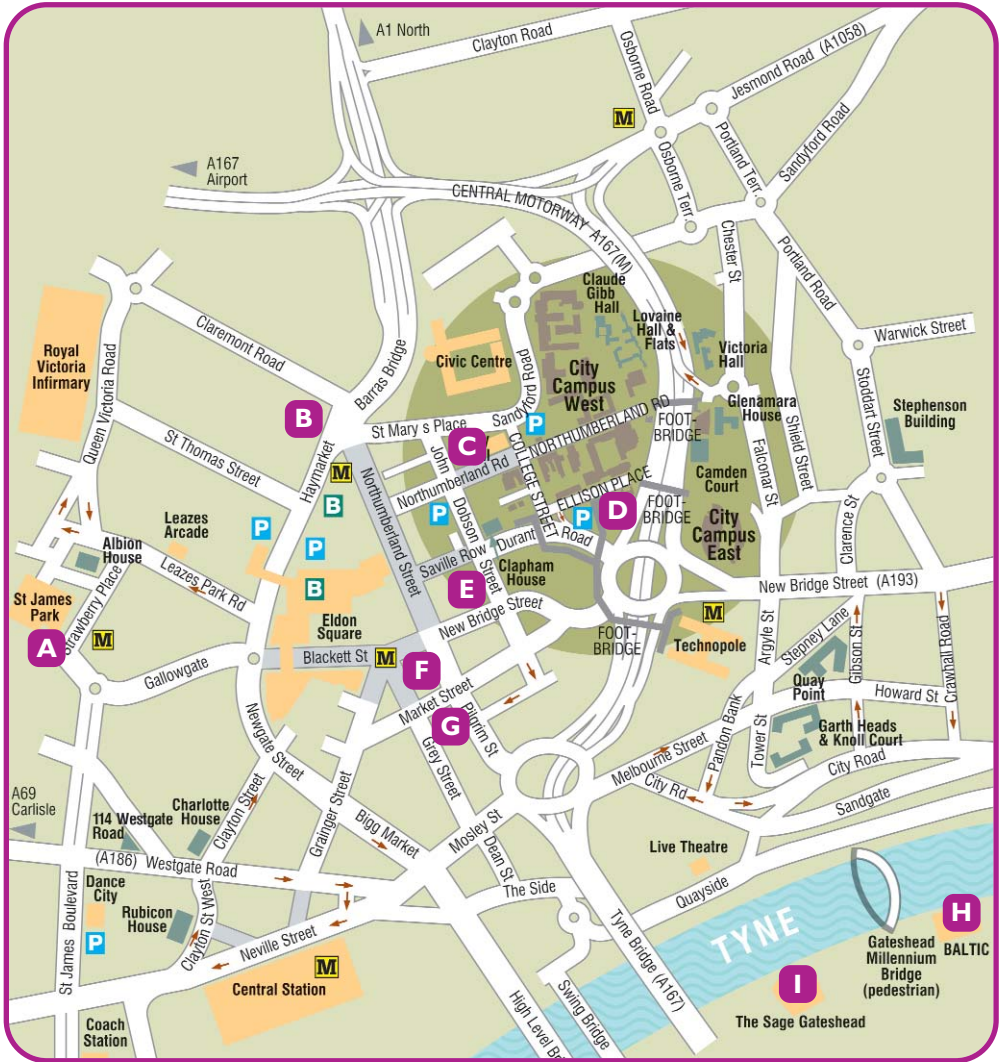 A1 North
Clayton Road
Osborne Road
Jesmond Road (A1058)
M
A167
Airport
CENTRAL MOTORWAY A167(M)
Osborne Terr.
Portland Terr.
Sandyford Road
Chester St
Portland Road
Claude
Gibb
Hall
Lovaine
Hall &
Flats
Victoria
Hall
Warwick Street
Royal
Victoria
Infirmary
Queen Victoria Road
Claremont Road
Barras Bridge
Civic Centre
Sandyford Road
City
Campus
West
Glenamara
House
Stoddart Street
Stephenson
Building
B
St Mary s Place
Sandyford
P
NORTHUMBERLAND RD
FOOT-
BRIDGE
St Thomas Street
Haymarket
M
C
John Dobson Street
Northumberland Rd
COLLEGE STREET
Falconar St
Shield Street
Camden
Court
B
Northumberland Street
P
ELLISON PLACE
D
P
FOOT-
BRIDGE
City
Campus
East
Clarence St
Leazes
Arcade
P
P
Albion
House
Leazes Park Rd
B
Saville Row
Durant Road
Clapham
House
E
New Bridge Street (A193)
St James
Park
Strawberry Place
A
M
Eldon
Square
New Bridge Street
FOOT-
BRIDGE
M
Technopole
Argyle St
Stepney Lane
Gibson St
Crawhall Road
Gallowgate
Blackett St
M
F
Quay
Point
Howard St
Market Street
G
Pilgrim St
Grey Street
Pandon Bank
Tower St
Garth Heads
& Knoll Court
Newgate Street
Melbourne Street
City Rd
City Road
A69
Carlisle
Charlotte
House
Clayton Street
Grainger Street
Bigg Market
Mosley St
Sandgate
114 Westgate
Road
(A186) Westgate Road
Dean St
Live Theatre
Dance
City
The Side
Quayside
St James Boulevard
Rubicon
House
Clayton St West
P
Neville Street
TYNE
H
BALTIC
Gateshead
Millennium
Bridge
(pedestrian)
Central Station
M
Tyne Bridge (A167)
I
Swing Bridge
The Sage Gateshead
Coach
Station
High Level